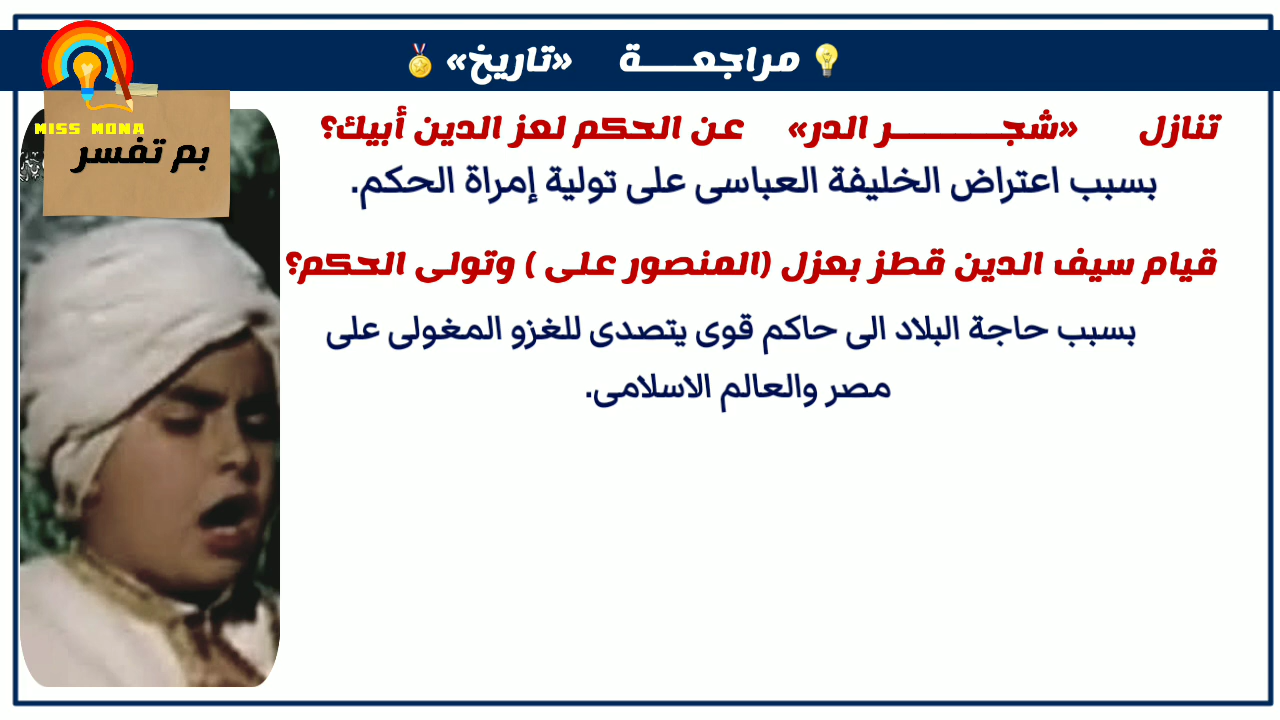 مراجعـــة «تاريخ»
MISS MONA
بم تفسر
تنازل «شجـــــــر الدر» عن الحكم لعز الدين أيبك؟
بسبب اعتراض الخليفة العباسى على تولية إمراة الحكم.
قيام سيف الدين قطز بعزل (المنصور على ) وتولى الحكم؟
بسبب حاجة البلاد الى حاكم قوى يتصدى للغزو المغولى على
مصر والعالم الاسلامى.